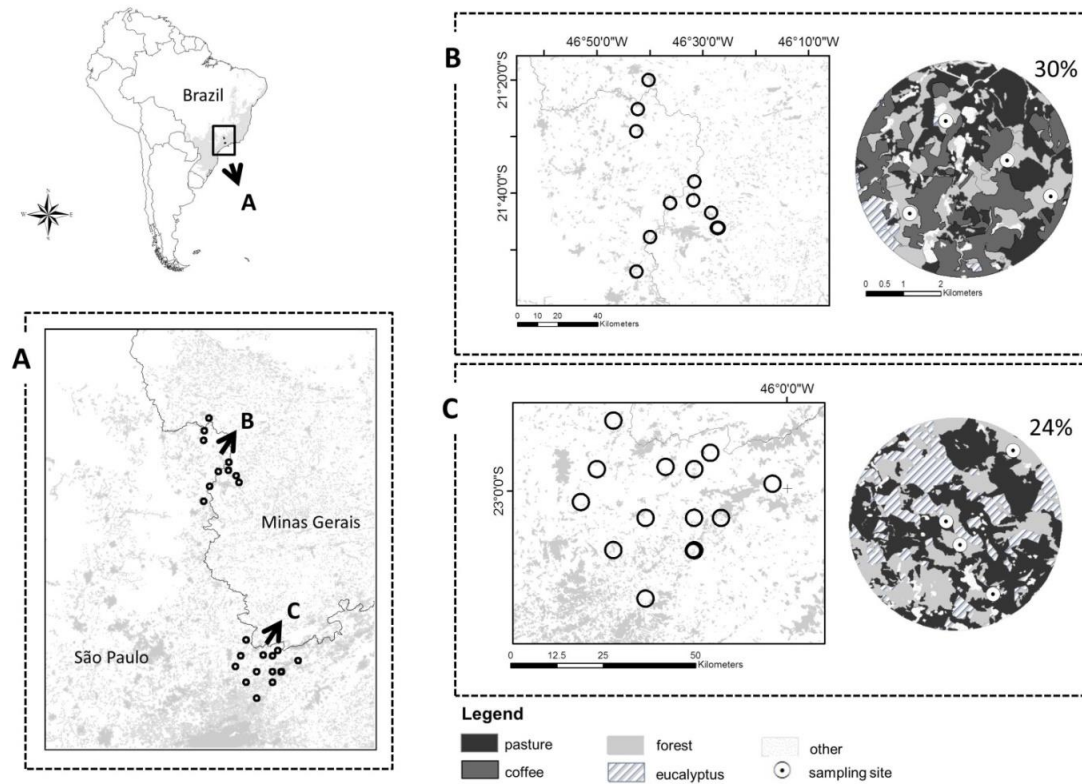 Brazil
A
N
W
E
S
A
B
Minas Gerais
São Paulo
C
B
46°50'0"W 46°30'0"W 46°10'0"W
21°20'0"S
21°40'0"S
0 10 20 40
Kilometers
30%
0 0.5 1 2
Kilometers
C
46°0'0"W
23°0'0"S
0 12.5 25 50
Kilometers
24%
Legend
pasture forest other
coffee eucalyptus sampling site